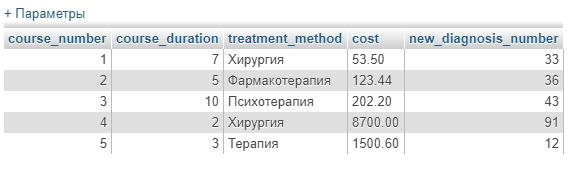 + Параметры
course_number course_duration treatment_method cost new_diagnosis_number
1 7 Хирургия 53.50 33
2 5 Фармакотерапия 123.44 36
3 10 Психотерапия 202.20 43
4 2 Хирургия 8700.00 91
5 3 Терапия 1500.60 12